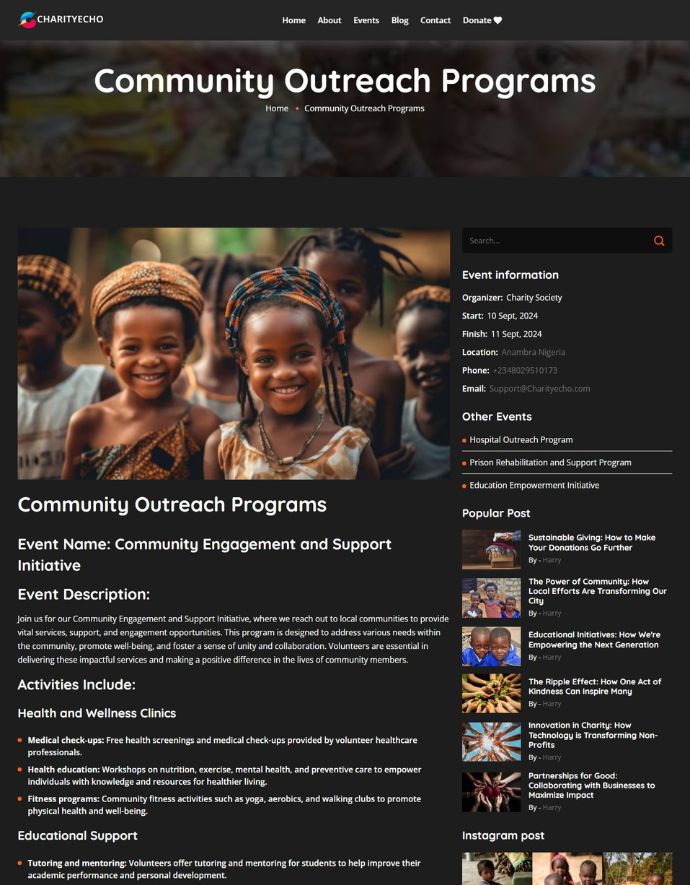 CHARITYECHO
Home About Events Blog Contact Donate
Community Outreach Programs
Home • Community Outreach Programs
Community Outreach Programs
Event Name: Community Engagement and Support
Initiative
Event Description:
Join us for our Community Engagement and Support Initiative, where we reach out to local communities to provide
vital services, support, and engagement opportunities. This program is designed to address various needs within
the community, promote well-being, and foster a sense of unity and collaboration. Volunteers are essential in
delivering these impactful services and making a positive difference in the lives of community members.
Activities Include:
Health and Wellness Clinics
• Medical check-ups: Free health screenings and medical check-ups provided by volunteer healthcare
professionals.
• Health education: Workshops on nutrition, exercise, mental health, and preventive care to empower
individuals with knowledge and resources for healthier living.
• Fitness programs: Community fitness activities such as yoga, aerobics, and walking clubs to promote
physical health and well-being.
Educational Support
• Tutoring and mentoring: Volunteers offer tutoring and mentoring for students to help improve their
academic performance and personal development.
Search...
Event information
Organizer: Charity Society
Start: 10 Sept, 2024
Finish: 11 Sept, 2024
Location: Anambra Nigeria
Phone: +2348029510173
Email: Support@Charityecho.com
Other Events
• Hospital Outreach Program
• Prison Rehabilitation and Support Program
• Education Empowerment Initiative
Popular Post
Sustainable Giving: How to Make
Your Donations Go Further
By - Harry
The Power of Community: How
Local Efforts Are Transforming Our
City
By - Harry
Educational Initiatives: How We're
Empowering the Next Generation
By - Harry
The Ripple Effect: How One Act of
Kindness Can Inspire Many
By - Harry
Innovation in Charity: How
Technology is Transforming Non-
Profits
By - Harry
Partnerships for Good:
Collaborating with Businesses to
Maximize Impact
By - Harry
Instagram post